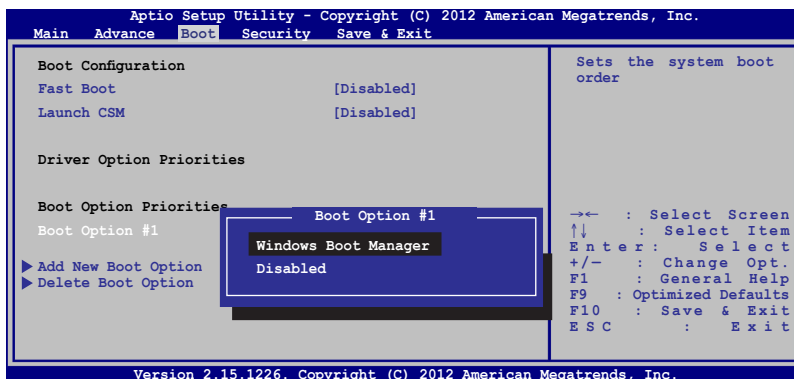 Aptio Setup Utility - Copyright (C) 2012 American Megatrends, Inc.
Main Advance Boot Security Save & Exit
Boot Configuration
Fast Boot [Disabled]
Launch CSM [Disabled]
Driver Option Priorities
Boot Option Priorities
Boot Option #1
Add New Boot Option
Delete Boot Option
Boot Option #1
Windows Boot Manager
Disabled
Sets the system boot
order
→← : Select Screen
↑↓ : Select Item
Enter: Select
+/— : Change Opt.
F1 : General Help
F9 : Optimized Defaults
F10 : Save & Exit
ESC : Exit
Version 2.15.1226. Copyright (C) 2012 American Megatrends, Inc.